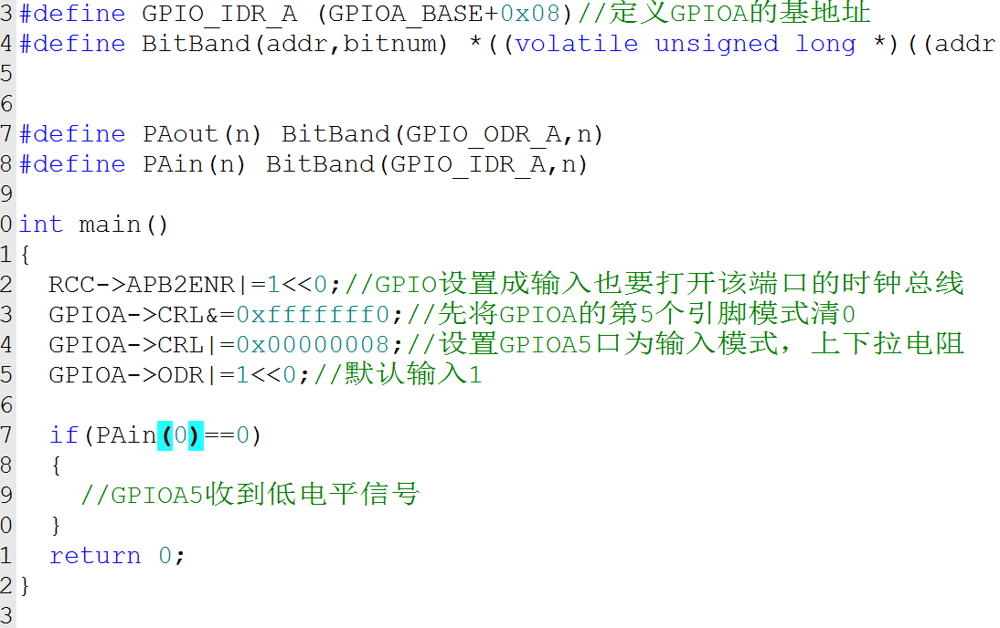 3 #define GPIO_IDR_A (GPIOA_BASE+0x08)//定义GPIOA的基地址
4 #define BitBand(addr,bitnum) *((volatile unsigned long *)((addr
5
6
7 #define PAout(n) BitBand(GPIO_ODR_A,n)
8 #define PAin(n) BitBand(GPIO_IDR_A,n)
9
0 int main()
1 {
2 RCC->APB2ENR|=1<<0;//GPIO设置成输入也要打开该端口的时钟总线
3 GPIOA->CRL&=0xfffffff0;//先将GPIOA的第5个引脚模式清0
4 GPIOA->CRL|=0x00000008;//设置GPIOA5口为输入模式，上下拉电阻
5 GPIOA->ODR|=1<<0;//默认输入1
6
7 if(PAin(0)==0)
8 {
9 //GPIOA5收到低电平信号
0 }
1 return 0;
2 }
3